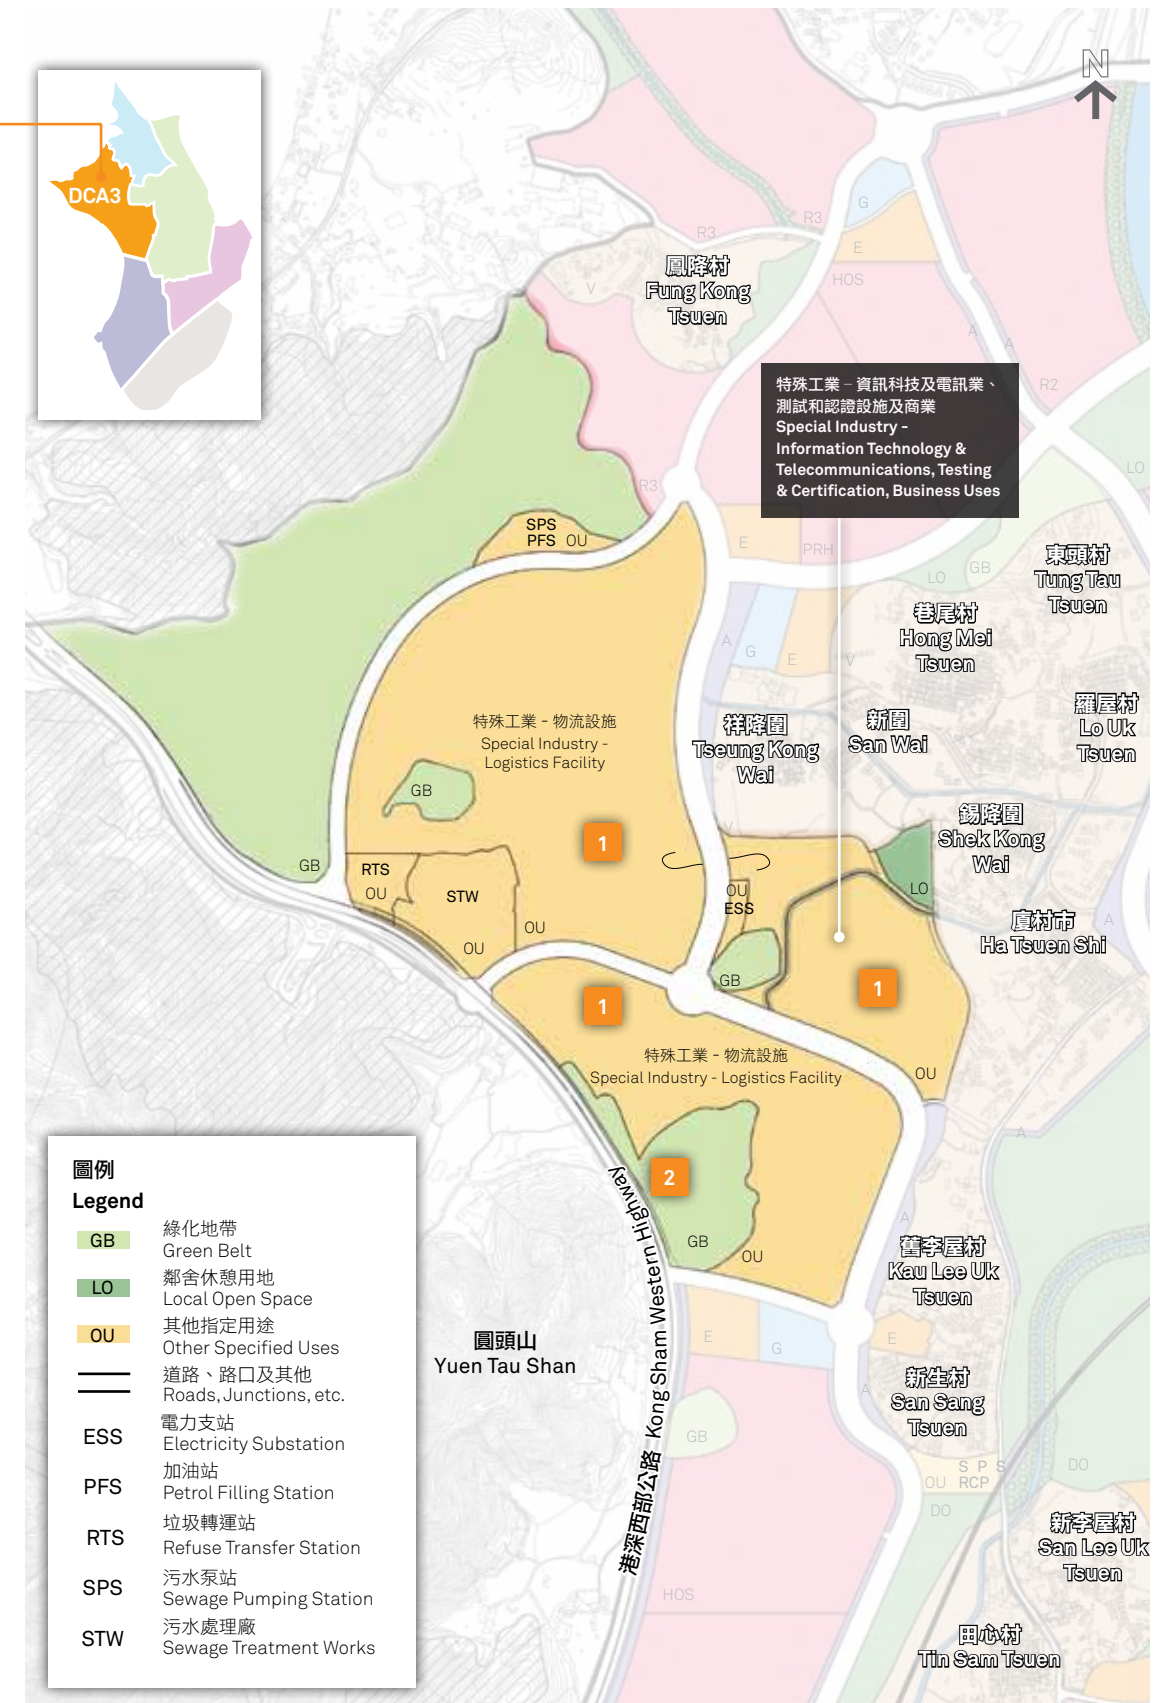 N
DCA3
G
R3
R3
E
鳳降村
Fung Kong
Tsuen
V
HOS
A
A
R2
特殊工業 – 資訊科技及電訊業、
測試和認證設施及商業
Special Industry -
Information Technology &
Telecommunications, Testing
& Certification, Business Uses
LO
R3
SPS
PFS OU
E
PRH
LO
GB
東頭村
Tung Tau
Tsuen
巷尾村
Hong Mei
Tsuen
A
G
E
V
羅屋村
Lo Uk
Tsuen
特殊工業 - 物流設施
Special Industry -
Logistics Facility
祥降圍
Tseung Kong
Wai
新圍
San Wai
GB
錫降圍
Shek Kong
Wai
V
1
GB
RTS
OU
STW
OU
ESS
LO
OU
OU
廈村市
Ha Tsuen Shi
A
GB
1
1
特殊工業 - 物流設施
Special Industry - Logistics Facility
OU
A
2
GB
OU
A
舊李屋村
Kau Lee Uk
Tsuen
港深西部公路 Kong Sham Western Highway
圓頭山
Yuen Tau Shan
E
G
E
A
新生村
San Sang
Tsuen
GB
S P S
OU RCP
DO
DO
新李屋村
San Lee Uk
Tsuen
HOS
田心村
Tin Sam Tsuen
圖例
Legend
GB
綠化地帶
Green Belt
LO
鄰舍休憩用地
Local Open Space
OU
其他指定用途
Other Specified Uses
道路、路口及其他
Roads, Junctions, etc.
ESS
電力支站
Electricity Substation
PFS
加油站
Petrol Filling Station
RTS
垃圾轉運站
Refuse Transfer Station
SPS
污水泵站
Sewage Pumping Station
STW
污水處理廠
Sewage Treatment Works